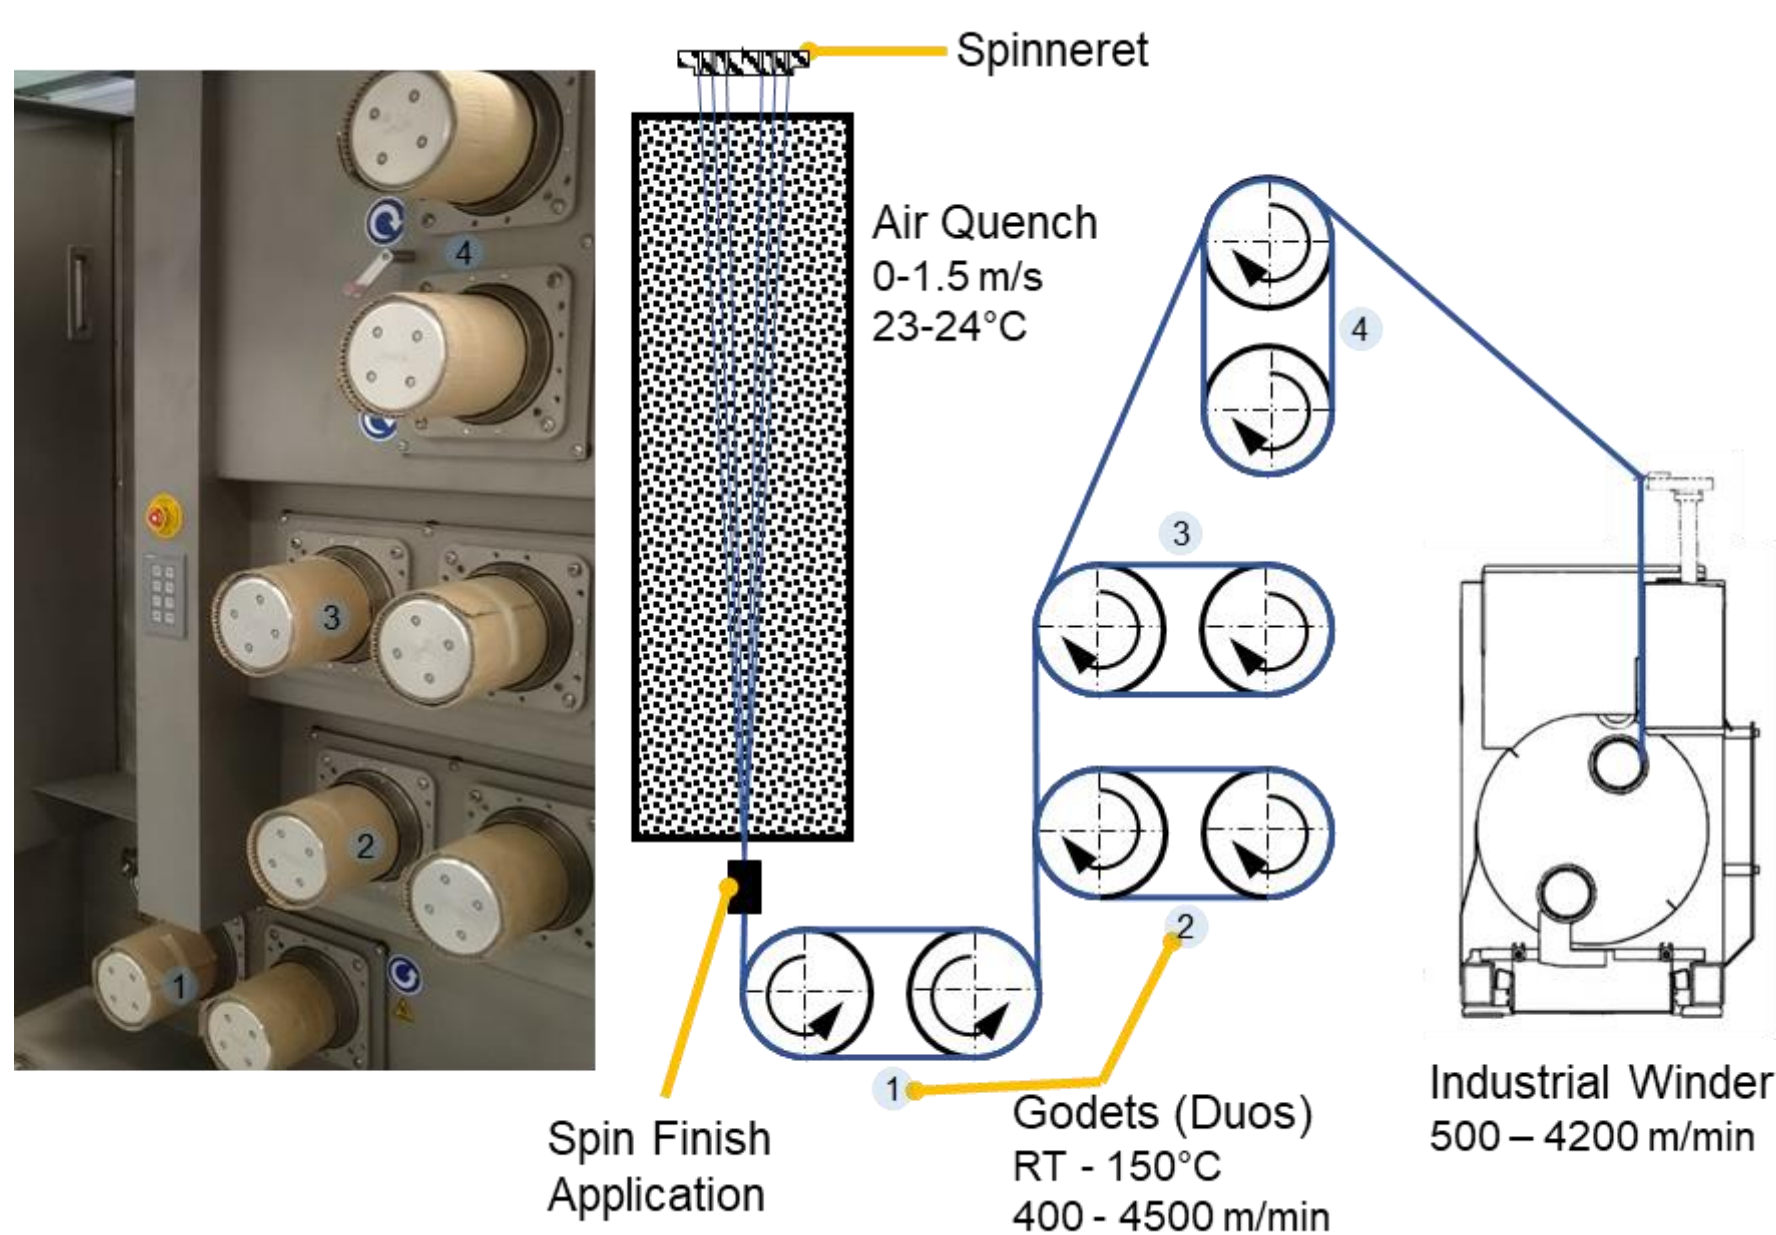 Spinneret
Air Quench
0-1.5 m/s
23-24°C
4
4
3
3
2
2
1
1
Spin Finish
Application
Godets (Duos)
RT - 150°C
400 - 4500 m/min
Industrial Winder
500 – 4200 m/min